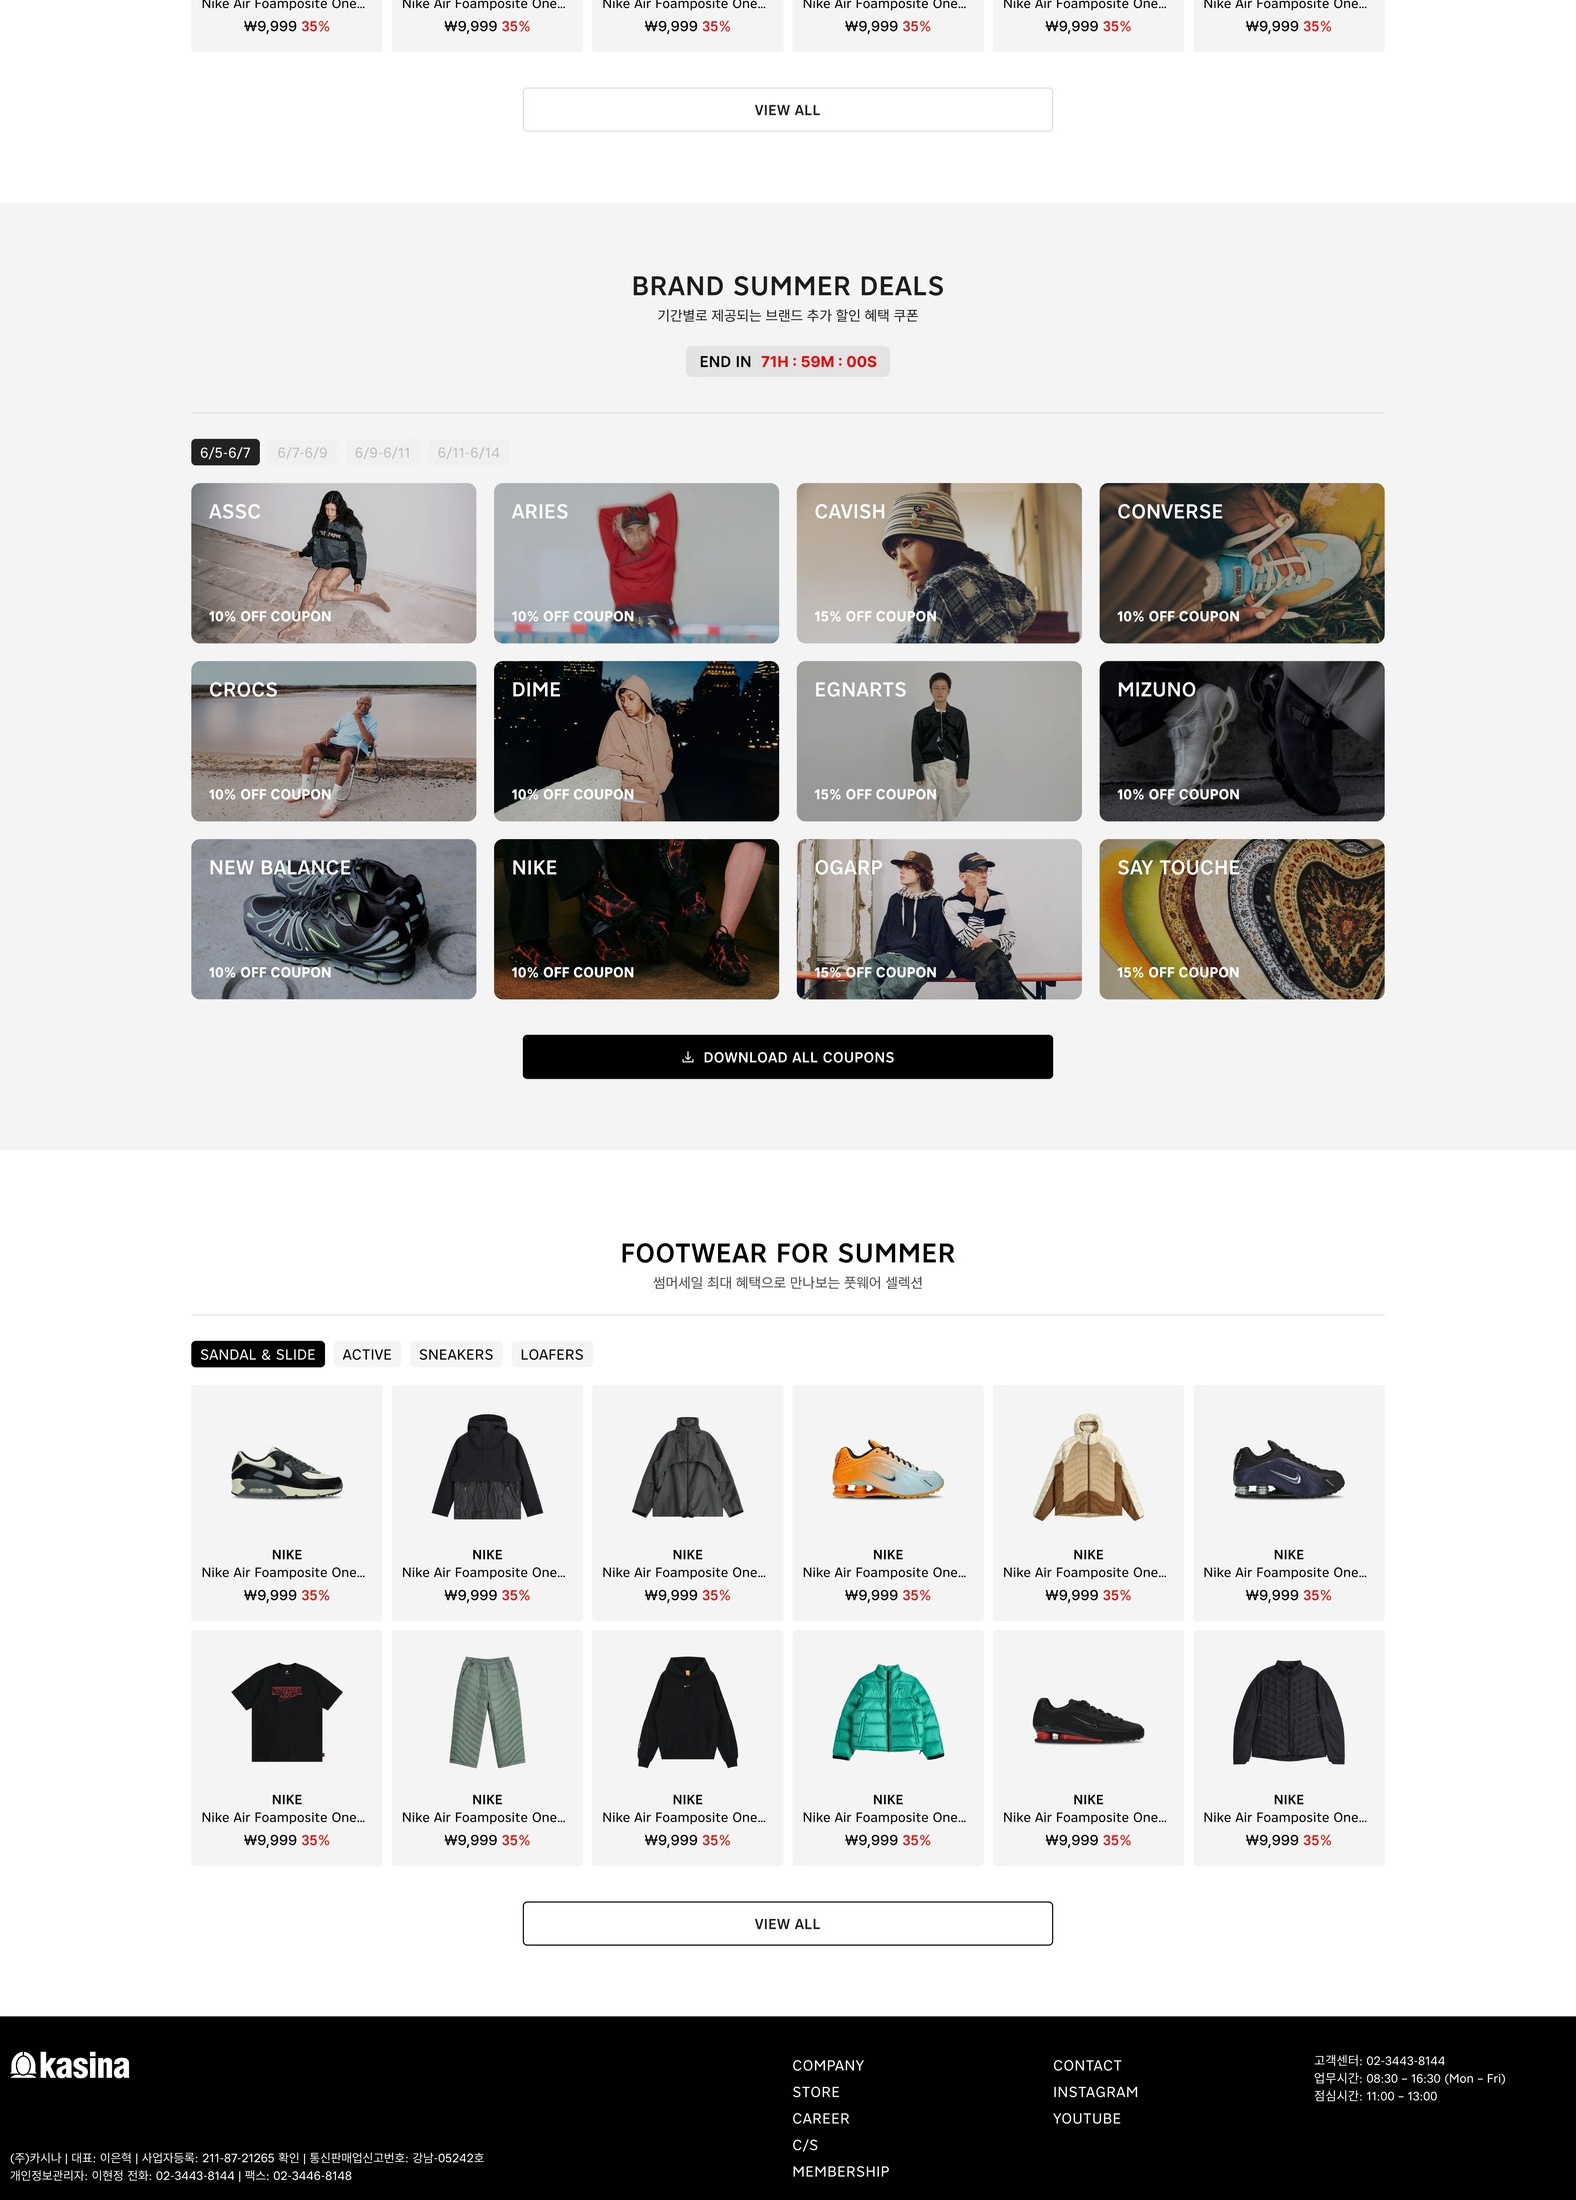 Nike Air Foamposite One... Nike Air Foamposite One... Nike Air Foamposite One... Nike Air Foamposite One... Nike Air Foamposite One... Nike Air Foamposite One...
₩9,999 35% ₩9,999 35% ₩9,999 35% ₩9,999 35% ₩9,999 35% ₩9,999 35%
VIEW ALL
BRAND SUMMER DEALS
기간별로 제공되는 브랜드 추가 할인 혜택 쿠폰
END IN 71H : 59M : 00S
6/5-6/7 6/7-6/9 6/9-6/11 6/11-6/14
ASSC ARIES CAVISH CONVERSE
10% OFF COUPON 10% OFF COUPON 15% OFF COUPON 10% OFF COUPON
CROCS DIME EGNARTS MIZUNO
10% OFF COUPON 10% OFF COUPON 15% OFF COUPON 10% OFF COUPON
NEW BALANCE NIKE OGARP SAY TOUCHE
10% OFF COUPON 10% OFF COUPON 15% OFF COUPON 15% OFF COUPON
DOWNLOAD ALL COUPONS
FOOTWEAR FOR SUMMER
썸머세일 최대 혜택으로 만나보는 풋웨어 셀렉션
SANDAL & SLIDE ACTIVE SNEAKERS LOAFERS
NIKE NIKE NIKE NIKE NIKE NIKE
Nike Air Foamposite One... Nike Air Foamposite One... Nike Air Foamposite One... Nike Air Foamposite One... Nike Air Foamposite One... Nike Air Foamposite One...
₩9,999 35% ₩9,999 35% ₩9,999 35% ₩9,999 35% ₩9,999 35% ₩9,999 35%
NIKE NIKE NIKE NIKE NIKE NIKE
Nike Air Foamposite One... Nike Air Foamposite One... Nike Air Foamposite One... Nike Air Foamposite One... Nike Air Foamposite One... Nike Air Foamposite One...
₩9,999 35% ₩9,999 35% ₩9,999 35% ₩9,999 35% ₩9,999 35% ₩9,999 35%
VIEW ALL
kasina
(주)카시나 | 대표: 이은혁 | 사업자등록: 211-87-21265 확인 | 통신판매업신고번호: 강남-05242호
개인정보관리자: 이현정 전화: 02-3443-8144 | 팩스: 02-3446-8148
COMPANY
STORE
CAREER
C/S
MEMBERSHIP
CONTACT
INSTAGRAM
YOUTUBE
고객센터: 02-3443-8144
업무시간: 08:30 – 16:30 (Mon – Fri)
점심시간: 11:00 – 13:00